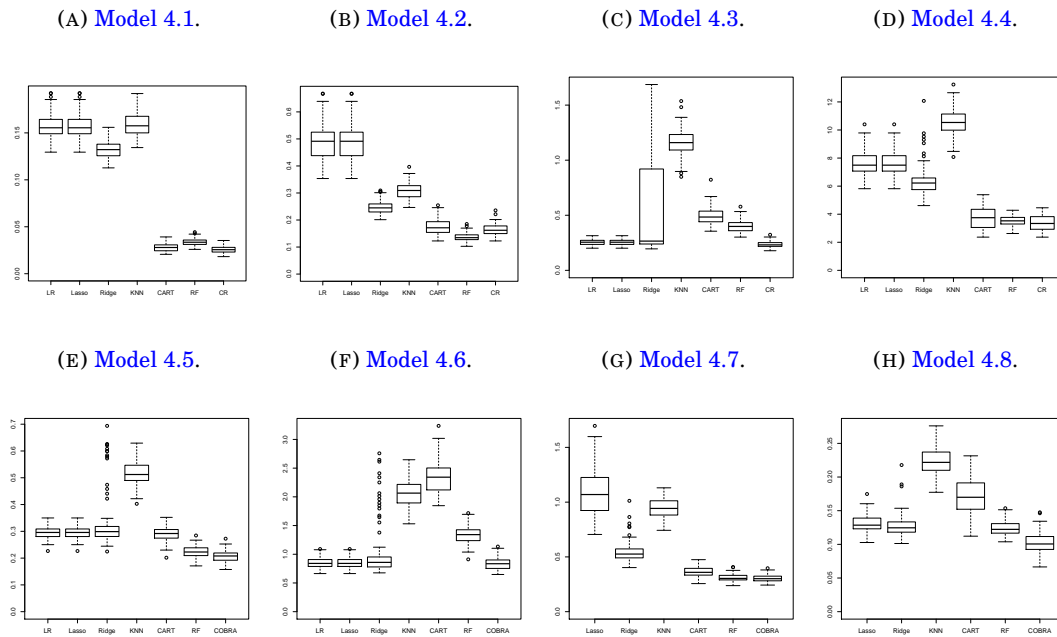 (A) Model 4.1.
(B) Model 4.2.
(C) Model 4.3.
(D) Model 4.4.
0.00 0.05 0.15
LR Lasso Ridge KNN CART RF CR
0.0 0.1 0.2 0.3 0.4 0.5 0.6
LR Lasso Ridge KNN CART RF CR
0.0 0.5 1.0 1.5
LR Lasso Ridge KNN CART RF CR
0 2 4 6 8 10 12
LR Lasso Ridge KNN CART RF CR
(E) Model 4.5.
(F) Model 4.6.
(G) Model 4.7.
(H) Model 4.8.
0.0 0.1 0.2 0.3 0.4 0.5 0.6 0.7
LR Lasso Ridge KNN CART RF COBRA
0.0 0.5 1.0 1.5 2.0 2.5 3.0
LR Lasso Ridge KNN CART RF COBRA
0.0 0.5 1.0 1.5
Lasso Ridge KNN CART RF COBRA
0.00 0.05 0.10 0.15 0.20 0.25
Lasso Ridge KNN CART RF COBRA